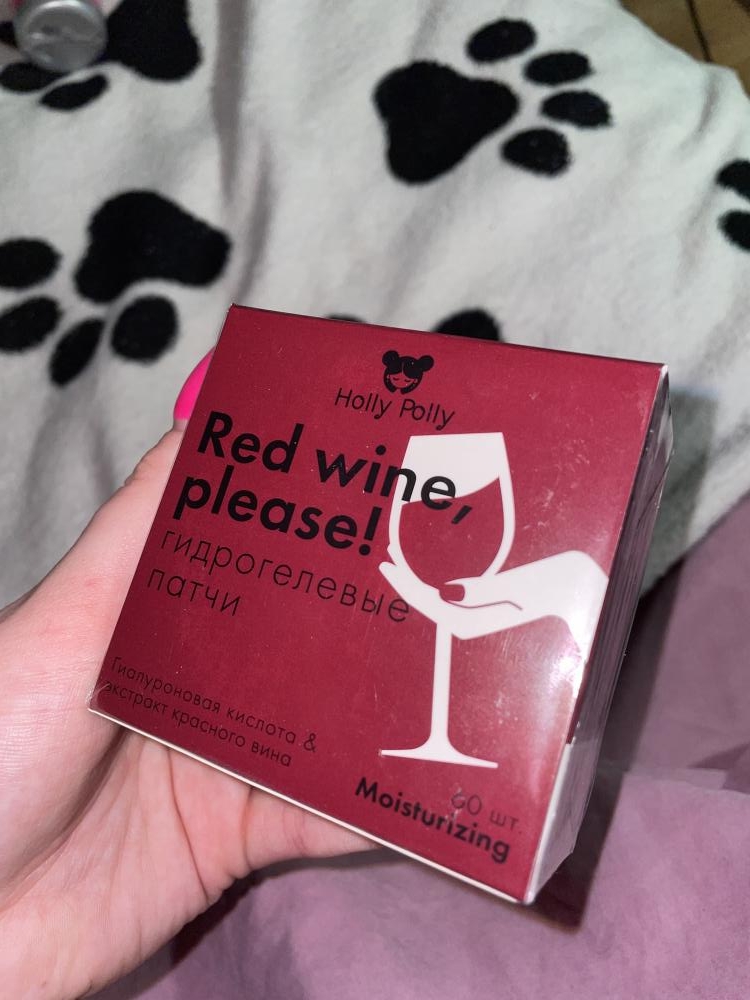 Holly Polly
Red wine,
please!
гидрогелевые
патчи
Гиалуроновая кислота &
экстракт красного вина
60 шт.
Moisturizing